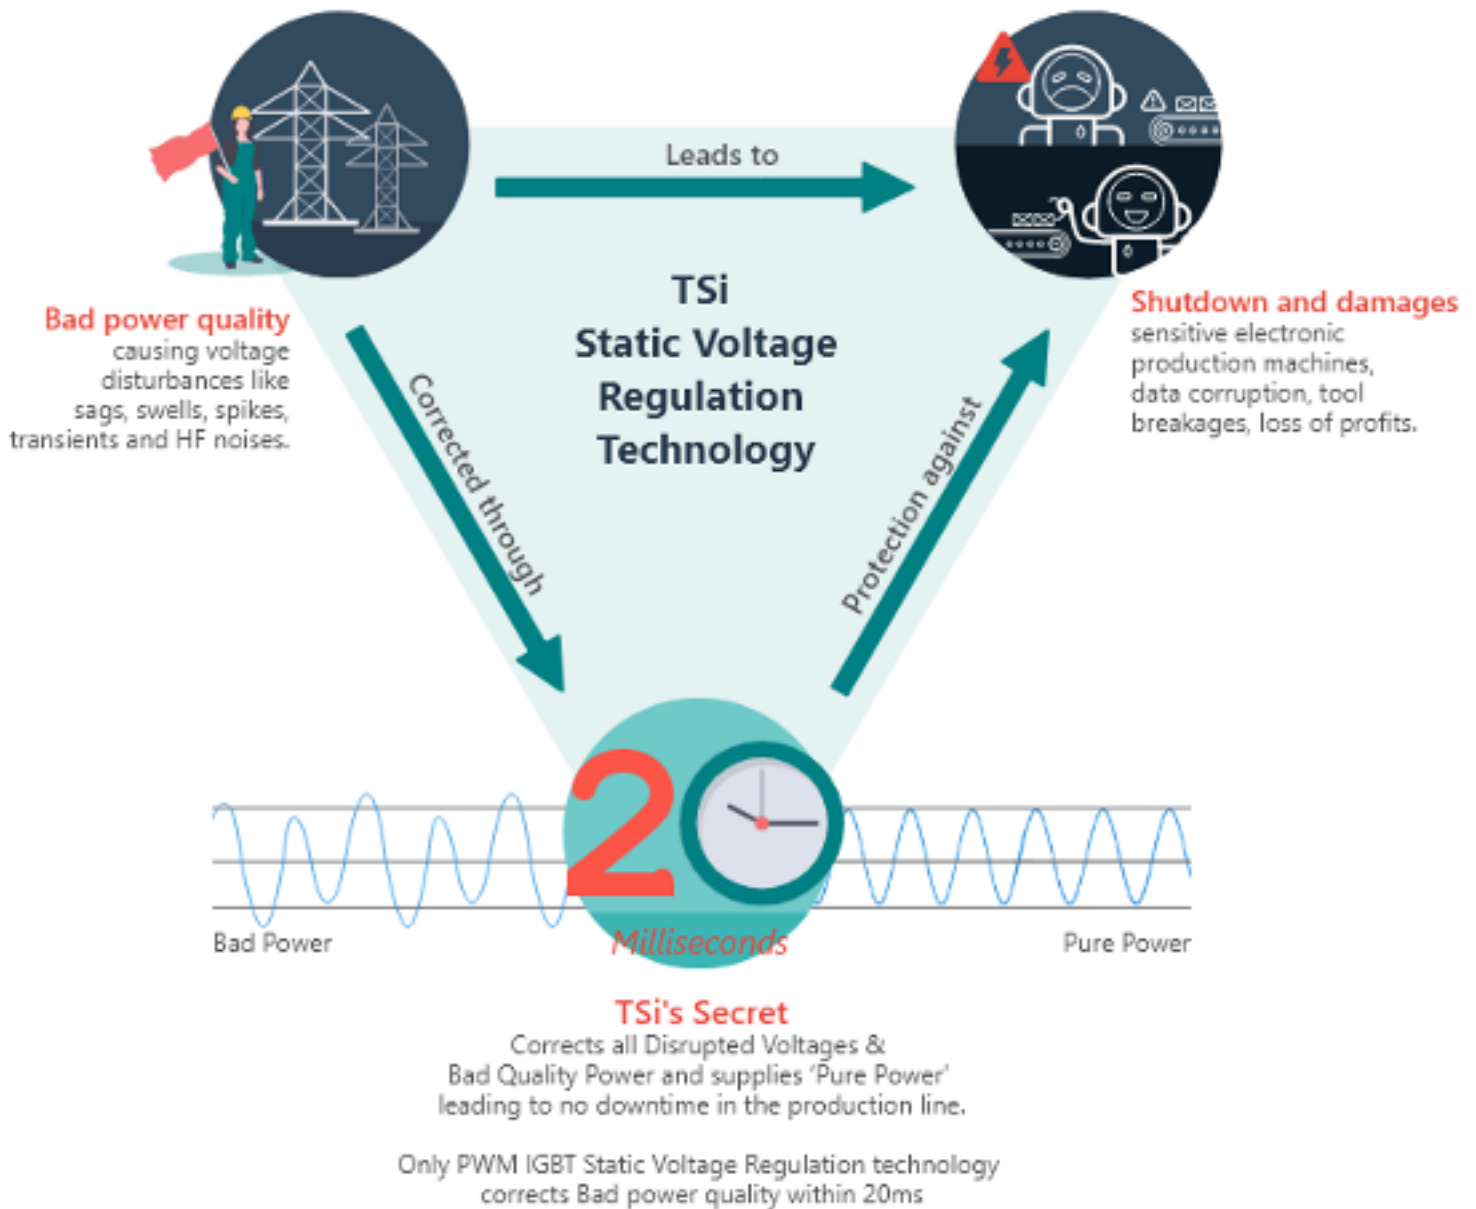 Leads to
TSi
Static Voltage
Regulation
Technology
Bad power quality
causing voltage
disturbances like
sags, swells, spikes,
transients and HF noises.
Shutdown and damages
sensitive electronic
production machines,
data corruption, tool
breakages, loss of profits.
Corrected through
Protection against
20
Milliseconds
Bad Power
Pure Power
TSi's Secret
Corrects all Disrupted Voltages &
Bad Quality Power and supplies ‘Pure Power’
leading to no downtime in the production line.
Only PWM IGBT Static Voltage Regulation technology
corrects Bad power quality within 20ms